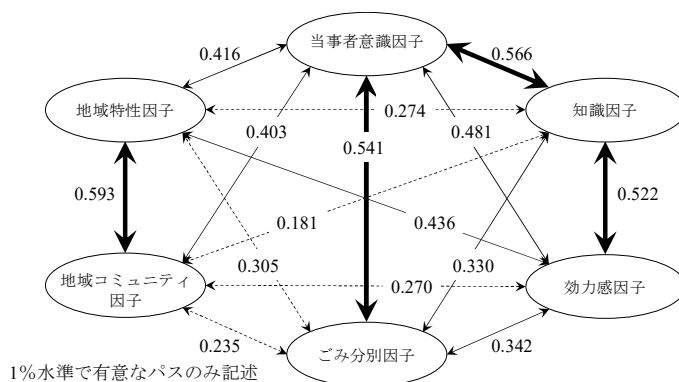 当事者意識因子
0.416
0.566
地域特性因子
0.274
知識因子
0.403
0.481
0.541
0.593
0.522
0.181
0.436
地域コミュニティ
因子
0.305
0.270
0.330
効力感因子
0.235
ごみ分別因子
0.342
1%水準で有意なパスのみ記述